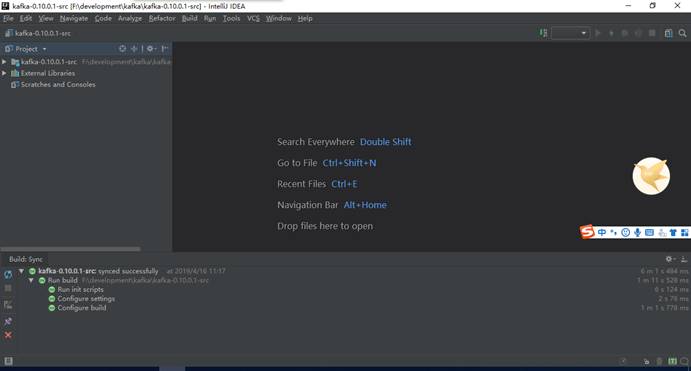 kafka-0.10.0.1-src [F:\development\kafka\kafka-0.10.0.1-src] - IntelliJ IDEA
File Edit View Navigate Code Analyze Refactor Build Run Tools VCS Window Help
kafka-0.10.0.1-src
Project
kafka-0.10.0.1-src F:\development\kafka\kafka
External Libraries
Scratches and Consoles
Search Everywhere Double Shift
Go to File Ctrl+Shift+N
Recent Files Ctrl+E
Navigation Bar Alt+Home
Drop files here to open
中
Build: Sync
kafka-0.10.0.1-src: synced successfully at 2019/4/16 11:17 6 m 1 s 484 ms
Run build F:\development\kafka\kafka-0.10.0.1-src 1 m 11 s 528 ms
Run init scripts 6 s 124 ms
Configure settings 2 s 76 ms
Configure build 1 m 1 s 778 ms